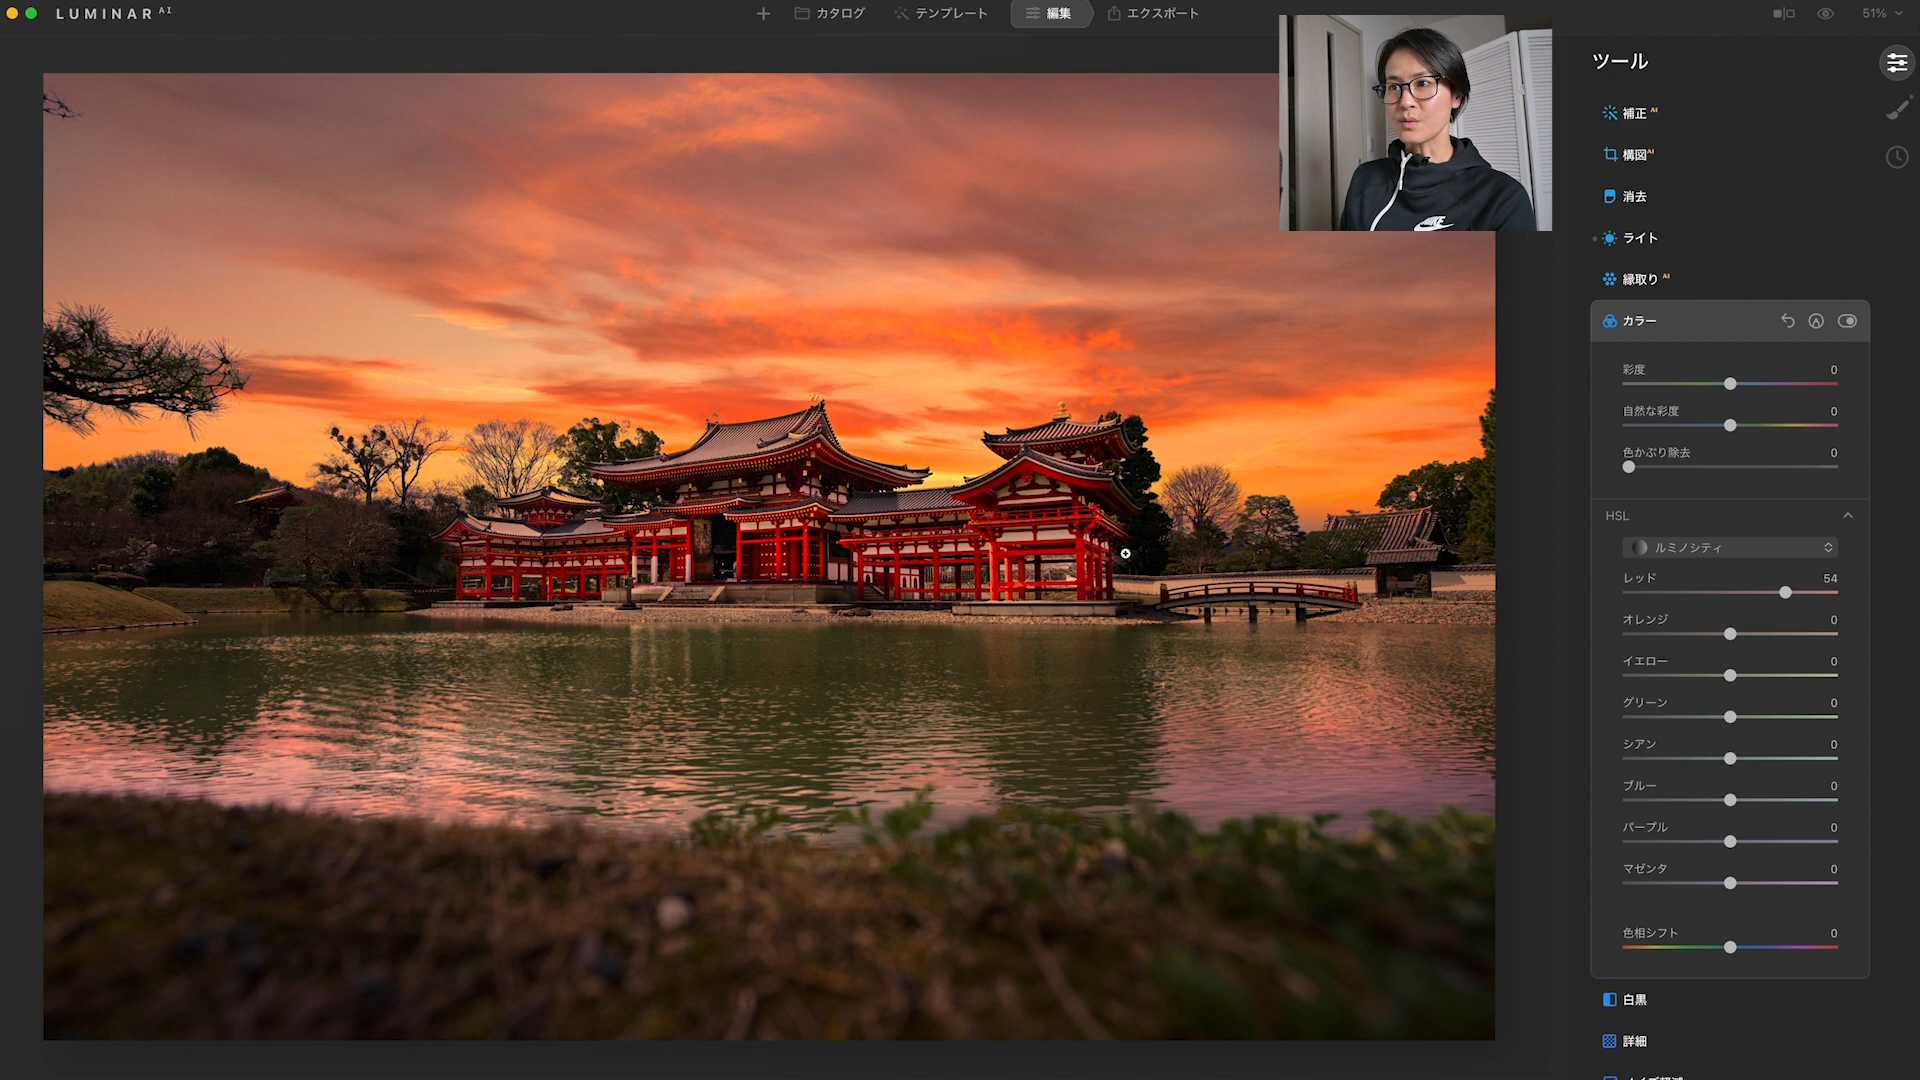 LUMINAR AI
カタログ
テンプレート
編集
エクスポート
51%
ツール
補正 AI
構図 AI
消去
ライト
縁取り AI
カラー
彩度 0
自然な彩度 0
色かぶり除去 0
HSL
ルミノシティ
レッド 54
オレンジ 0
イエロー 0
グリーン 0
シアン 0
ブルー 0
パープル 0
マゼンタ 0
色相シフト 0
白黒
詳細
NIKE